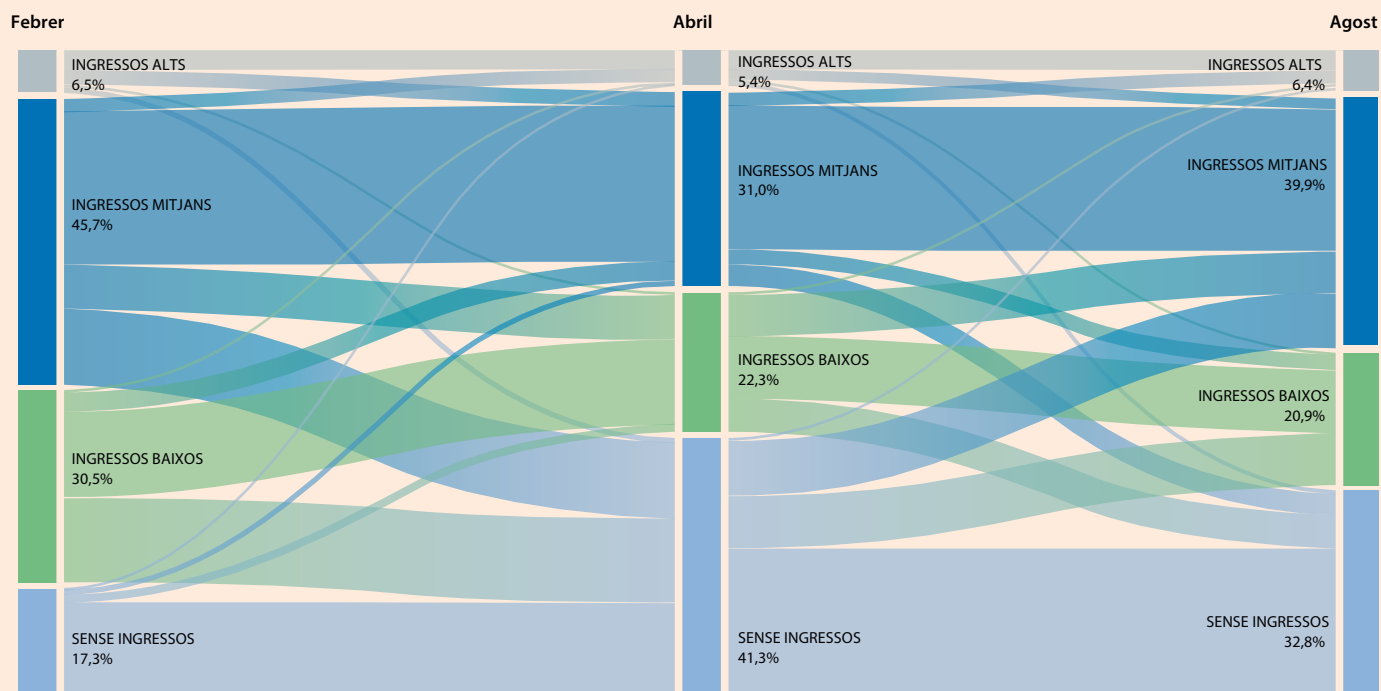 Febrer
Abril
Agost
INGRESSOS ALTS
6,5%
INGRESSOS MITJANS
45,7%
INGRESSOS BAIXOS
30,5%
SENSE INGRESSOS
17,3%
INGRESSOS ALTS
5,4%
INGRESSOS MITJANS
31,0%
INGRESSOS BAIXOS
22,3%
SENSE INGRESSOS
41,3%
INGRESSOS ALTS
6,4%
INGRESSOS MITJANS
39,9%
INGRESSOS BAIXOS
20,9%
SENSE INGRESSOS
32,8%